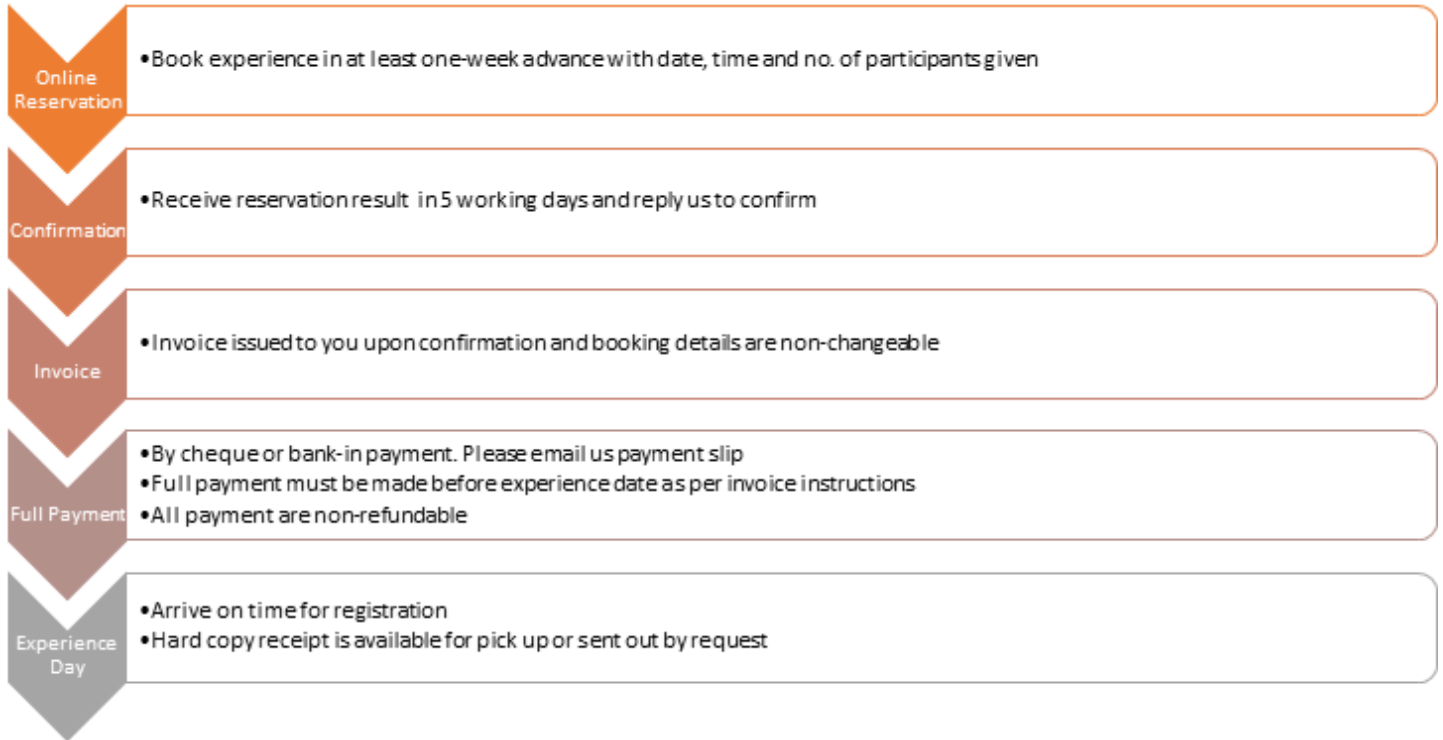 Online
Reservation
•Book experience in at least one-week advance with date, time and no. of participants given
Confirmation
•Receive reservation result in 5 working days and reply us to confirm
Invoice
•Invoice issued to you upon confirmation and booking details are non-changeable
Full Payment
•By cheque or bank-in payment. Please email us payment slip
•Full payment must be made before experience date as per invoice instructions
•All payment are non-refundable
Experience
Day
•Arrive on time for registration
•Hard copy receipt is available for pick up or sent out by request